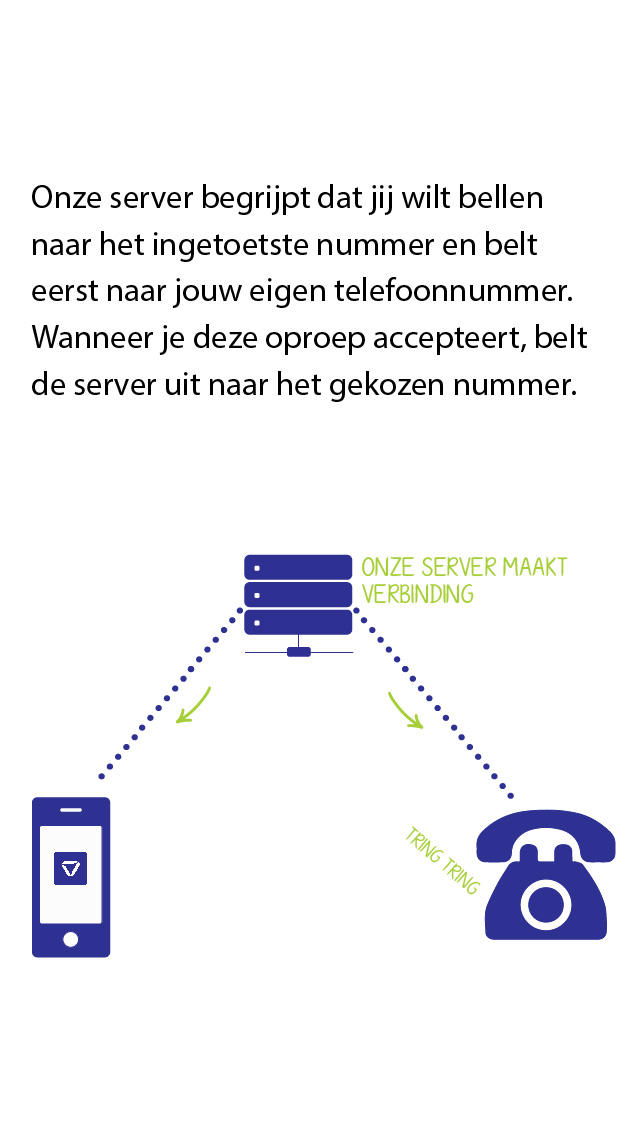 Onze server begrijpt dat jij wilt bellen
naar het ingetoetste nummer en belt
eerst naar jouw eigen telefoonnummer.
Wanneer je deze oproep accepteert, belt
de server uit naar het gekozen nummer.
ONZE SERVER MAAKT
VERBINDING
TRING TRING